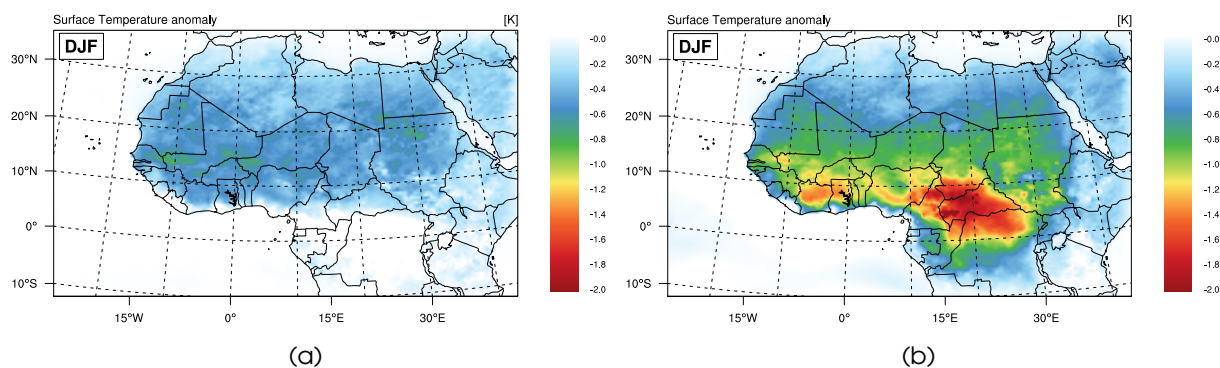 Surface Temperature anomaly [K]
DJF
30°N
20°N
10°N
0°
10°S
15°W 0° 15°E 30°E
-0.0
-0.2
-0.4
-0.6
-0.8
-1.0
-1.2
-1.4
-1.6
-1.8
-2.0
(a)
Surface Temperature anomaly [K]
DJF
30°N
20°N
10°N
0°
10°S
15°W 0° 15°E 30°E
-0.0
-0.2
-0.4
-0.6
-0.8
-1.0
-1.2
-1.4
-1.6
-1.8
-2.0
(b)